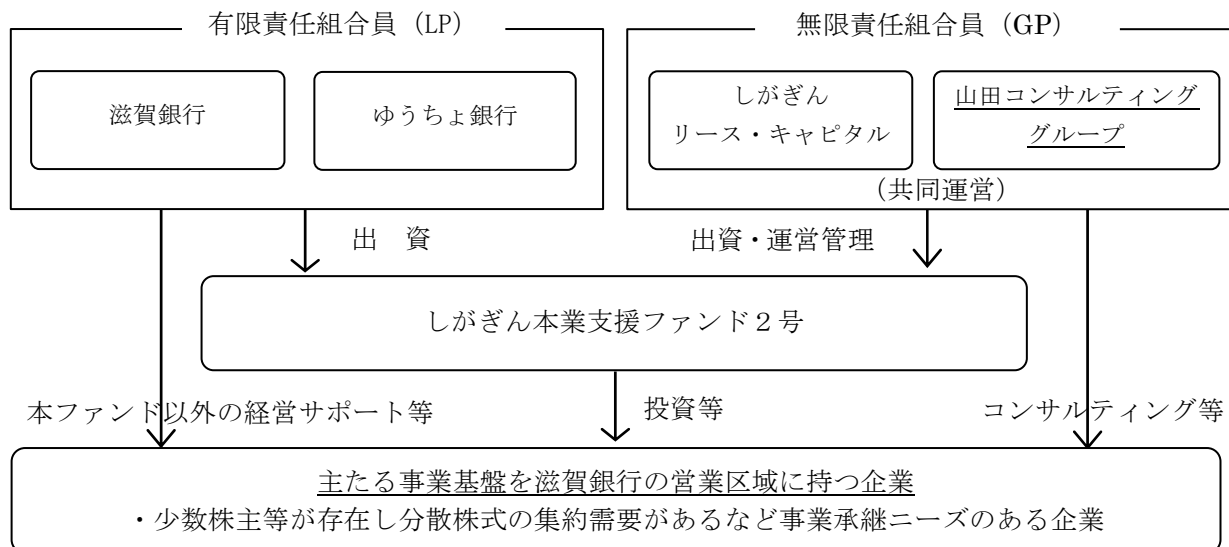 有限責任組合員（LP）
無限責任組合員（GP）
滋賀銀行
ゆうちょ銀行
しがぎん
リース・キャピタル
山田コンサルティング
グループ
（共同運営）
出　資
出資・運営管理
しがぎん本業支援ファンド２号
本ファンド以外の経営サポート等
投資等
コンサルティング等
主たる事業基盤を滋賀銀行の営業区域に持つ企業
・少数株主等が存在し分散株式の集約需要があるなど事業承継ニーズのある企業